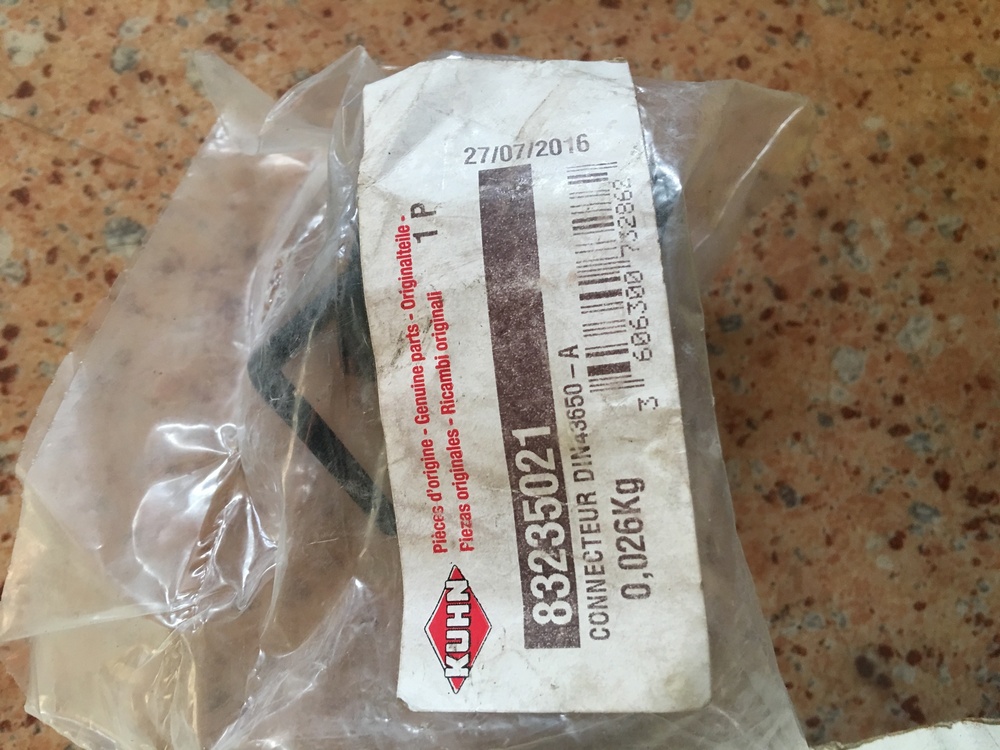 27/07/2016
Pièces d'origine - Genuine parts - Originalteile -
Piezas originales - Ricambi originali
1 P
KUHN
83235021
CONNECTEUR DIN43650-A
0,026Kg
3 606300 732862